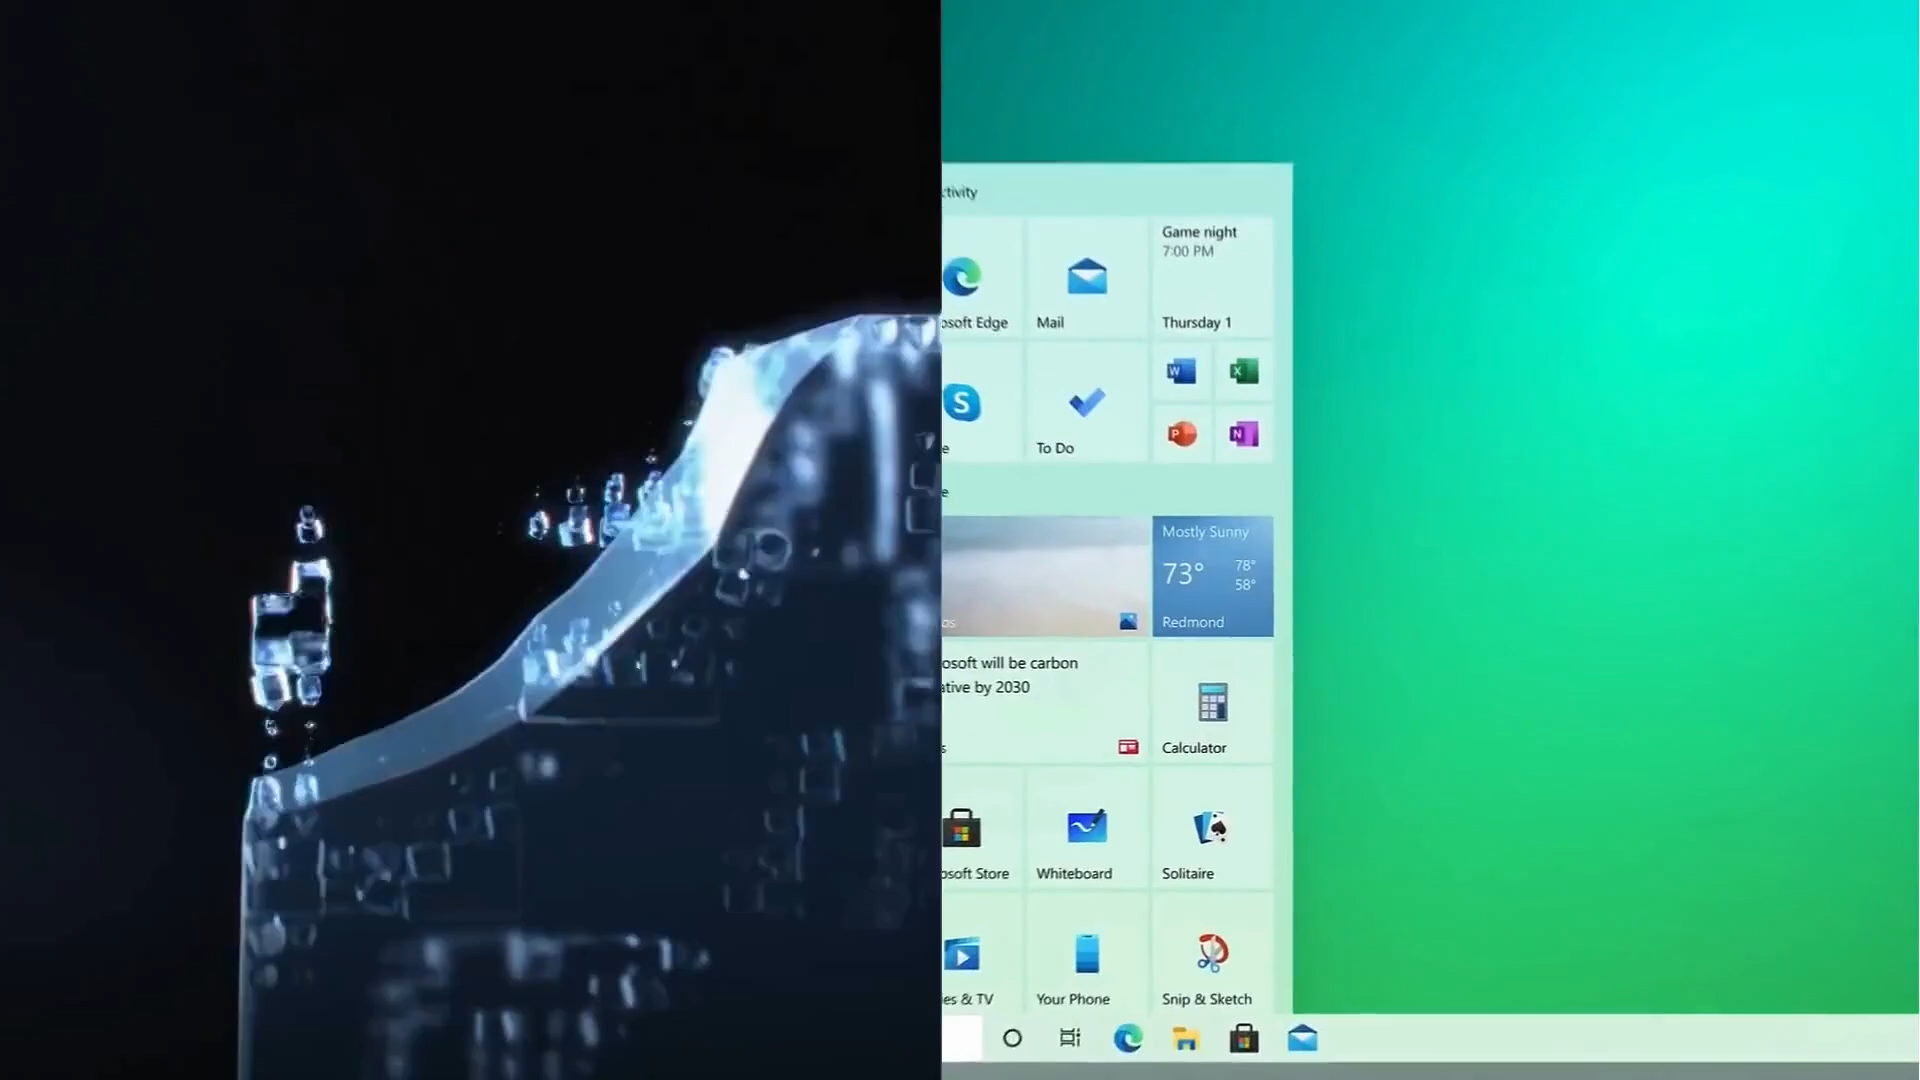 ctivity
Game night
7:00 PM
osoft Edge
Mail
Thursday 1
S
W
X
e
To Do
P
N
e
Mostly Sunny
73°
78°
58°
os
Redmond
osoft will be carbon
ative by 2030
s
Calculator
osoft Store
Whiteboard
Solitaire
es & TV
Your Phone
Snip & Sketch